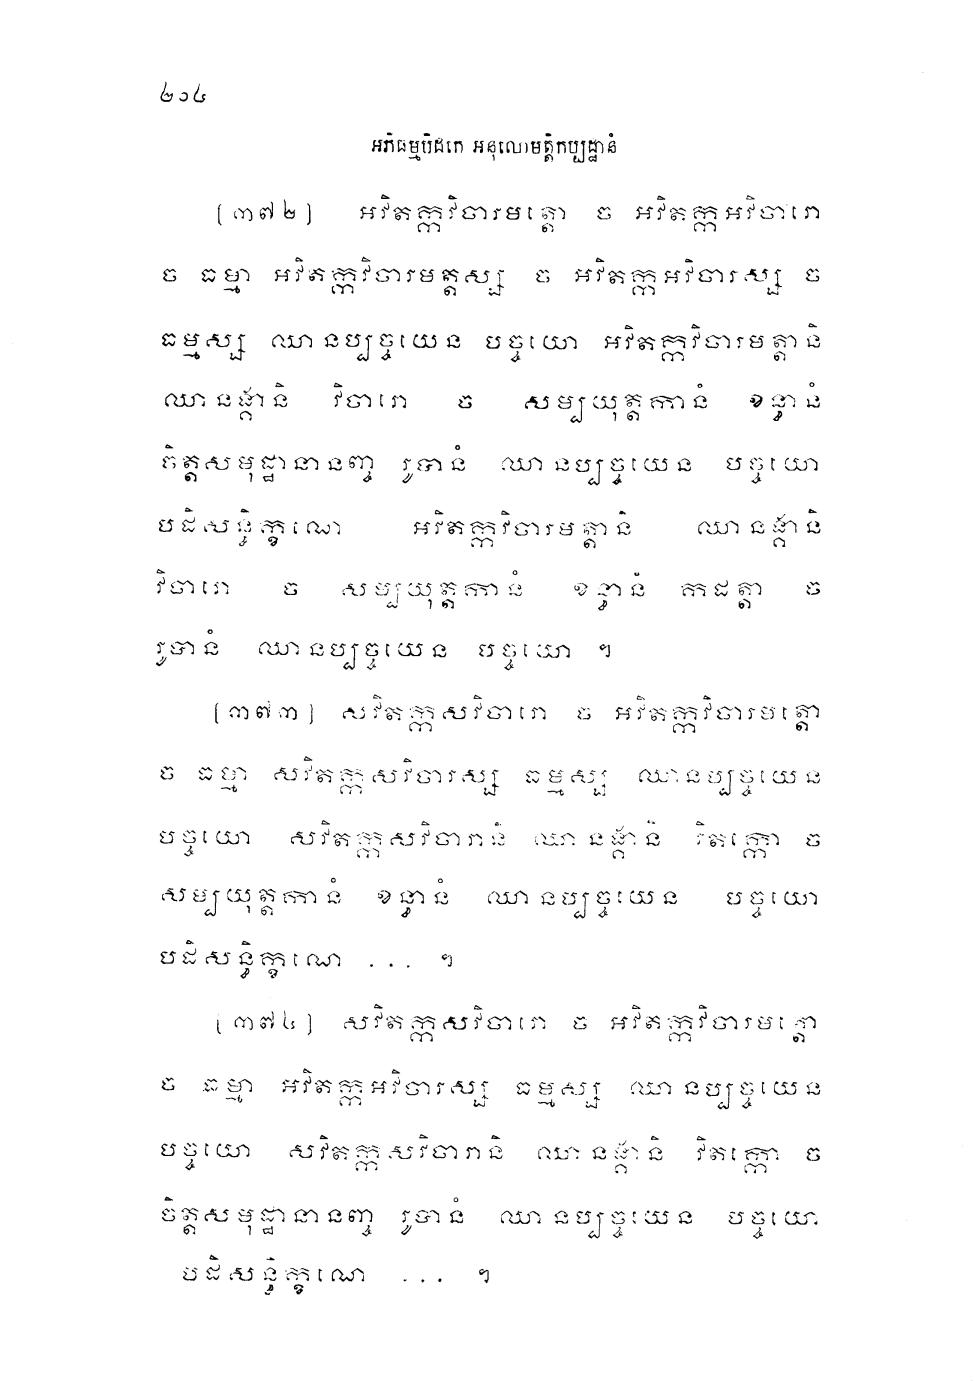 ២១៤
អភិធម្មបិដកេ អនុលោមត្តិកប្បដ្ឋានំ
(៣៧២) អវិតក្កវិចារមត្តោ ច អវិតក្កអវិចារោ
ច ធម្មា អវិតក្កវិចារមត្តស្ស ច អវិតក្កអវិចារស្ស ច
ធម្មស្ស ឈានប្បច្ចយេន បច្ចយោ អវិតក្កវិចារមត្តានិ
ឈានង្គានិ វិចារោ ច សម្បយុត្តកានំ ខន្ធានំ
ចិត្តសមុដ្ឋានានញ្ច រូបានំ ឈានប្បច្ចយេន បច្ចយោ
បដិសន្ធិក្ខណេ អវិតក្កវិចារមត្តានិ ឈានង្គានិ
វិចារោ ច សម្បយុត្តកានំ ខន្ធានំ កដត្តា ច
រូបានំ ឈានប្បច្ចយេន បច្ចយោ ។
(៣៧៣) សវិតក្កសវិចារោ ច អវិតក្កវិចារមត្តោ
ច ធម្មា សវិតក្កសវិចារស្ស ធម្មស្ស ឈានប្បច្ចយេន
បច្ចយោ សវិតក្កសវិចារានិ ឈានង្គានិ វិតក្កោ ច
សម្បយុត្តកានំ ខន្ធានំ ឈានប្បច្ចយេន បច្ចយោ
បដិសន្ធិក្ខណេ ... ។
(៣៧៤) សវិតក្កសវិចារោ ច អវិតក្កវិចារមត្តោ
ច ធម្មា អវិតក្កអវិចារស្ស ធម្មស្ស ឈានប្បច្ចយេន
បច្ចយោ សវិតក្កសវិចារានិ ឈានង្គានិ វិតក្កោ ច
ចិត្តសមុដ្ឋានានញ្ច រូបានំ ឈានប្បច្ចយេន បច្ចយោ
បដិសន្ធិក្ខណេ ... ។